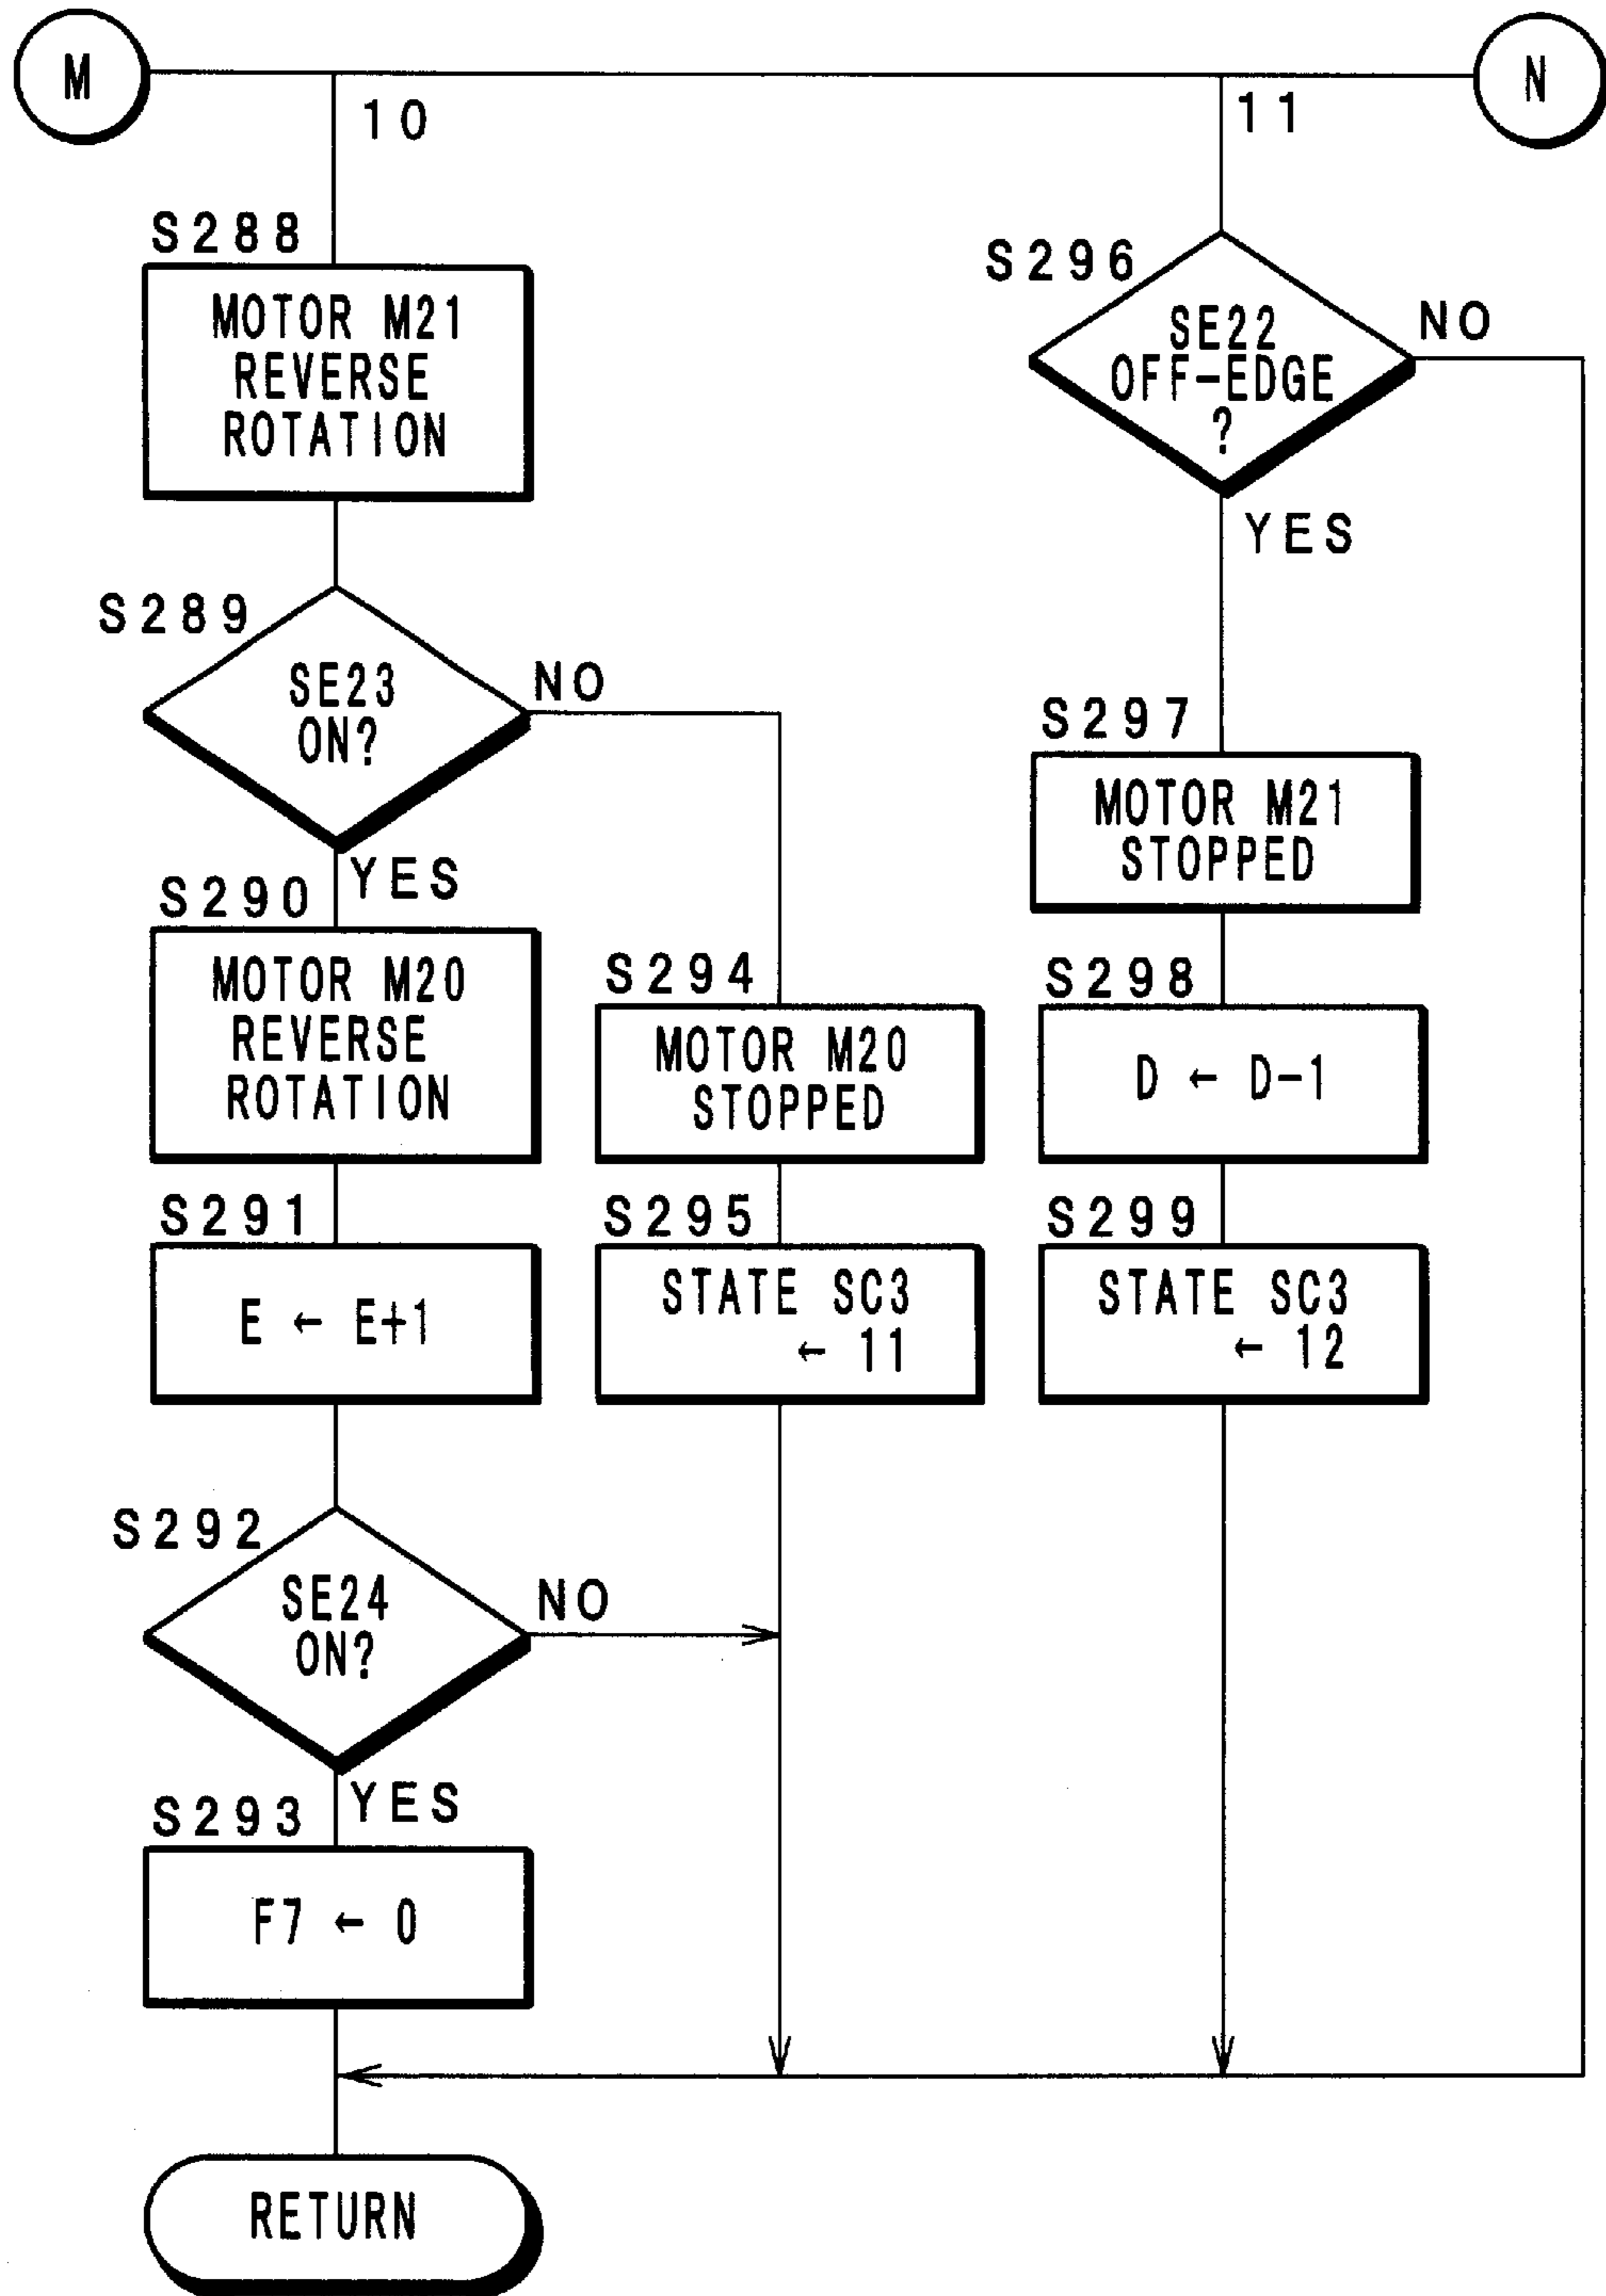 M
N
10
11
S288
MOTOR M21
REVERSE
ROTATION
S289
SE23
ON?
NO
YES
S290
MOTOR M20
REVERSE
ROTATION
S291
E ← E+1
S292
SE24
ON?
NO
YES
S293
F7 ← 0
RETURN
S294
MOTOR M20
STOPPED
S295
STATE SC3
← 11
S296
SE22
OFF-EDGE
?
NO
YES
S297
MOTOR M21
STOPPED
S298
D ← D-1
S299
STATE SC3
← 12